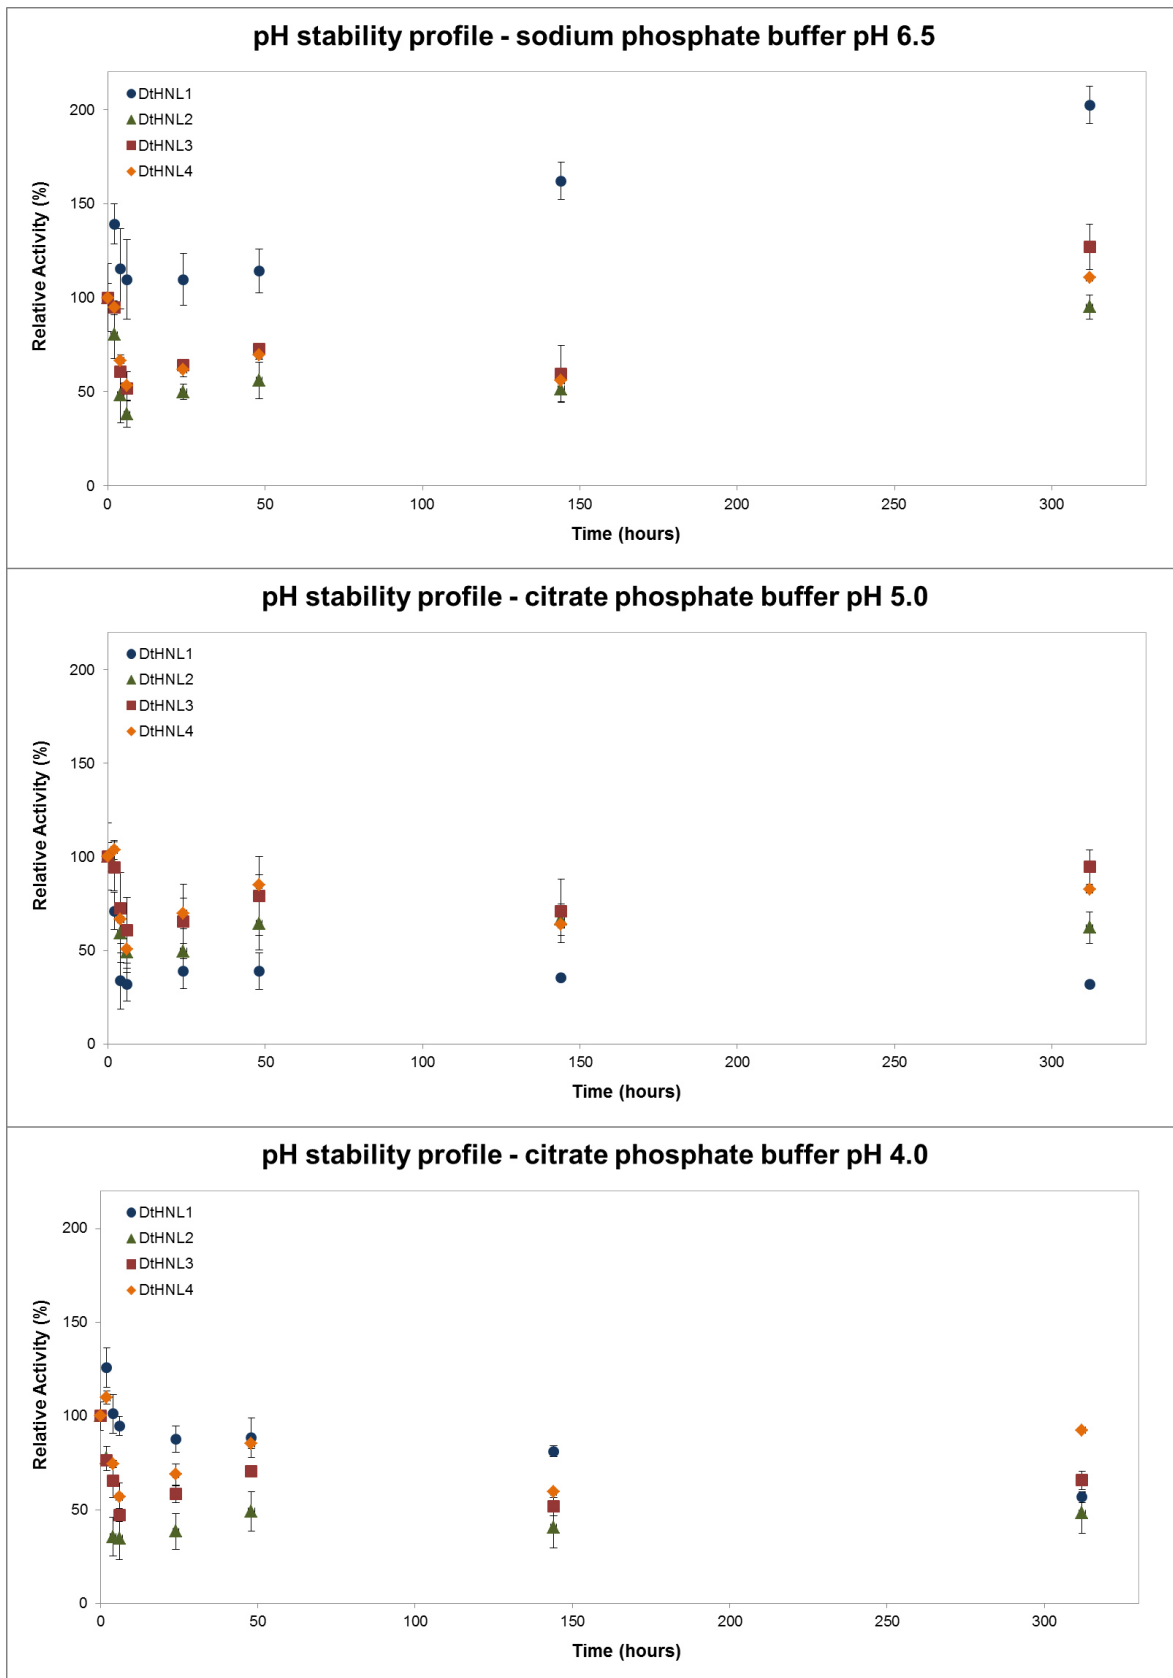 pH stability profile - sodium phosphate buffer pH 6.5
DtHNL1
DtHNL2
DtHNL3
DtHNL4
Relative Activity (%)
200
150
100
50
0
0 50 100 150 200 250 300
Time (hours)
pH stability profile - citrate phosphate buffer pH 5.0
DtHNL1
DtHNL2
DtHNL3
DtHNL4
Relative Activity (%)
200
150
100
50
0
0 50 100 150 200 250 300
Time (hours)
pH stability profile - citrate phosphate buffer pH 4.0
DtHNL1
DtHNL2
DtHNL3
DtHNL4
Relative Activity (%)
200
150
100
50
0
0 50 100 150 200 250 300
Time (hours)